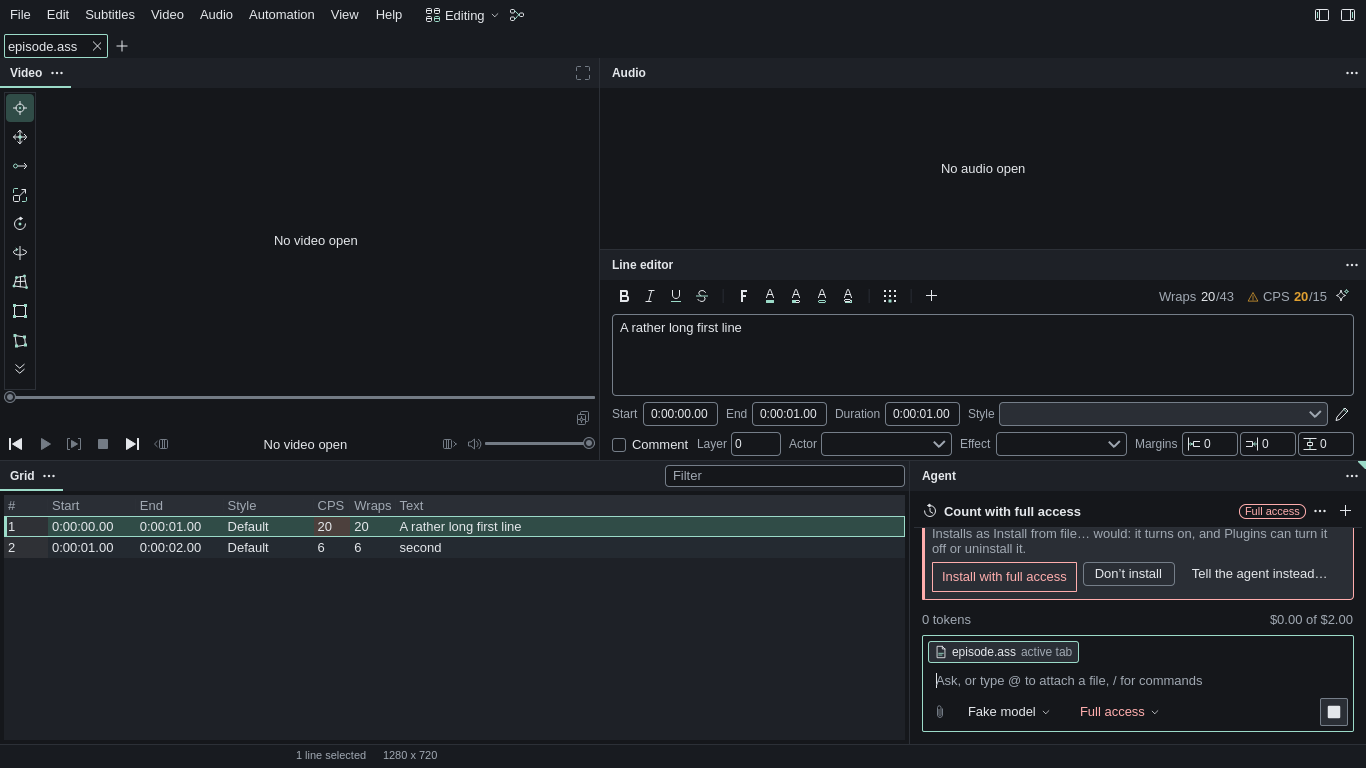 File Edit Subtitles Video Audio Automation View Help Editing
episode.ass
Video
No video open
No video open
Audio
No audio open
Line editor
Wraps 20/43 CPS 20/15
A rather long first line
Start 0:00:00.00 End 0:00:01.00 Duration 0:00:01.00 Style
Comment Layer 0 Actor Effect Margins 0 0 0
Grid Filter
# Start End Style CPS Wraps Text
1 0:00:00.00 0:00:01.00 Default 20 20 A rather long first line
2 0:00:01.00 0:00:02.00 Default 6 6 second
Agent
Count with full access Full access
Installs as Install from file… would: it turns on, and Plugins can turn it
off or uninstall it.
Install with full access Don’t install Tell the agent instead…
0 tokens $0.00 of $2.00
episode.ass active tab
Ask, or type @ to attach a file, / for commands
Fake model Full access
1 line selected 1280 x 720